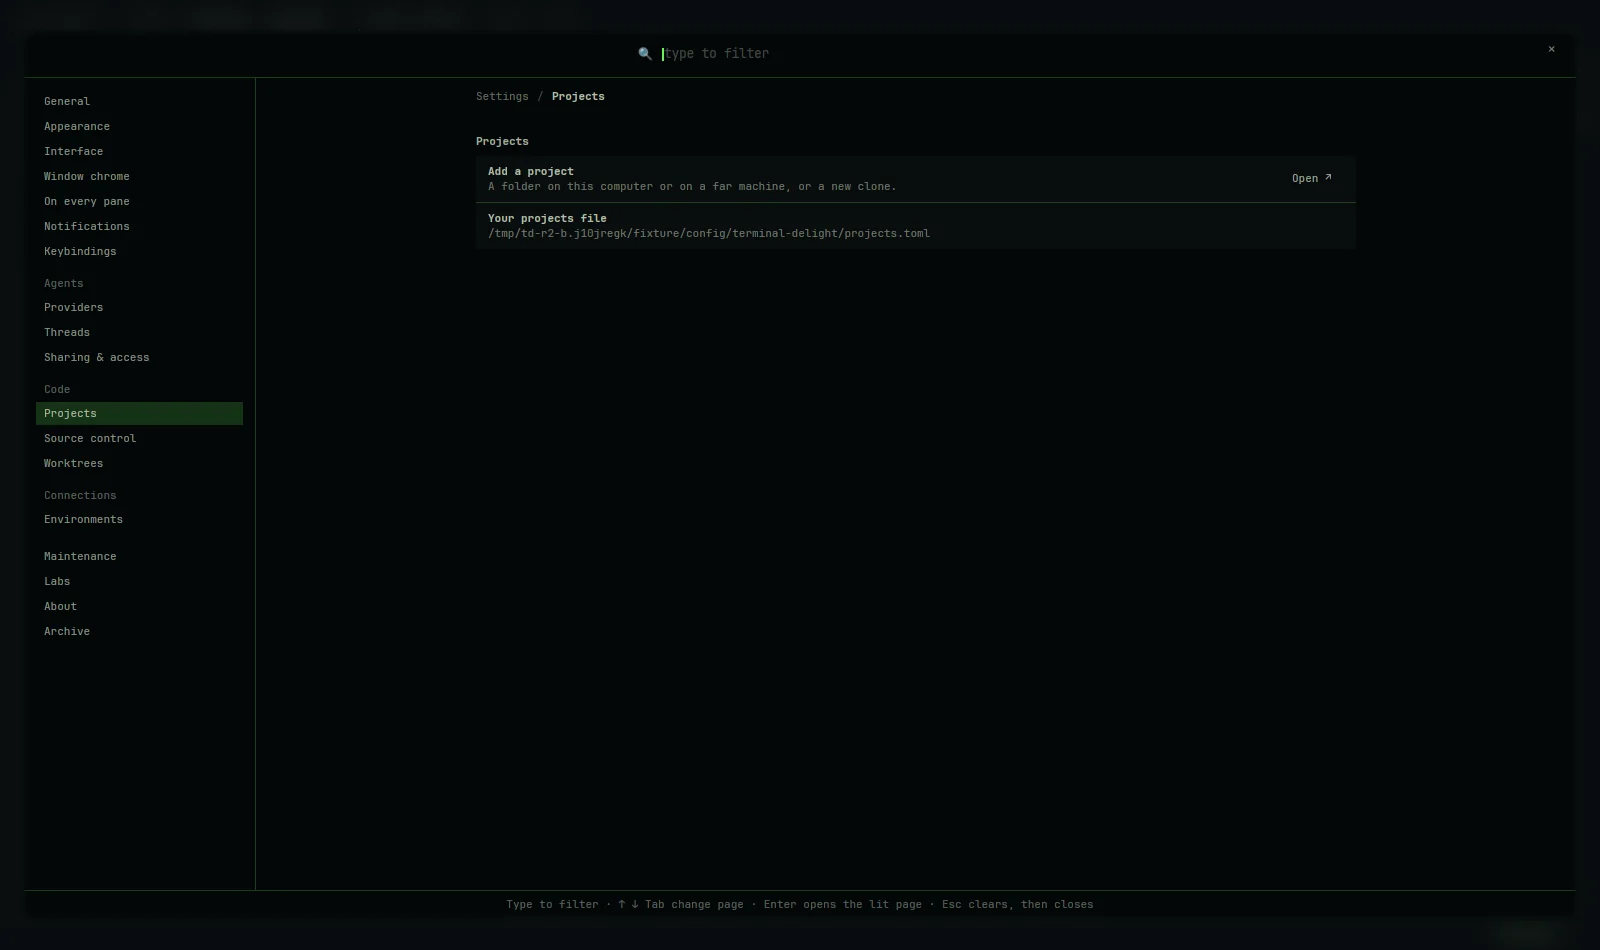 type to filter
×
General
Appearance
Interface
Window chrome
On every pane
Notifications
Keybindings
Agents
Providers
Threads
Sharing & access
Code
Projects
Source control
Worktrees
Connections
Environments
Maintenance
Labs
About
Archive
Settings / Projects
Projects
Add a project
A folder on this computer or on a far machine, or a new clone.
Open ↗
Your projects file
/tmp/td-r2-b.j10jregk/fixture/config/terminal-delight/projects.toml
Type to filter · ↑ ↓ Tab change page · Enter opens the lit page · Esc clears, then closes